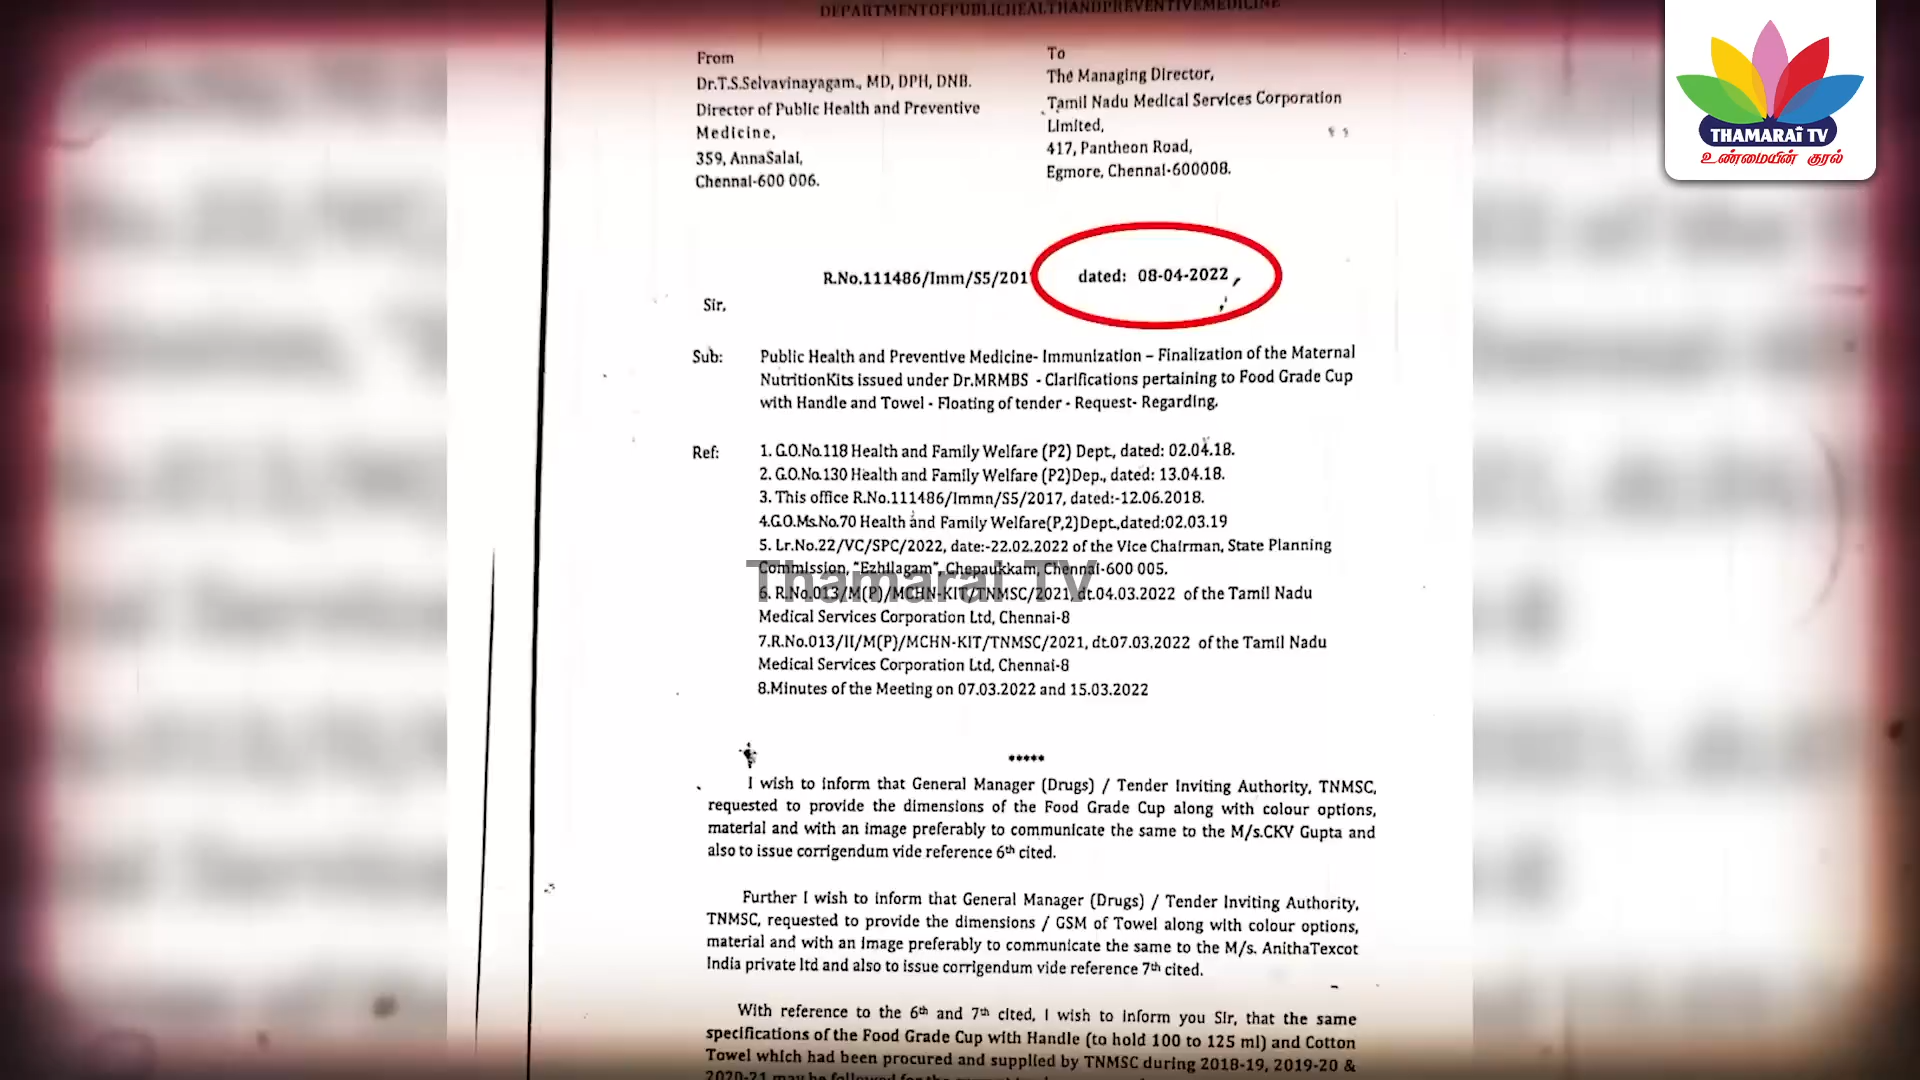 DEPARTMENTOFPUBLICHEALTHANDPREVENTIVEMEDICINE
From
Dr.T.S.Selvavinayagam., MD, DPH, DNB.
Director of Public Health and Preventive
Medicine,
359, AnnaSalai,
Chennai-600 006.
To
The Managing Director,
Tamil Nadu Medical Services Corporation
Limited,
417, Pantheon Road,
Egmore, Chennai-600008.
THAMARAI TV
உண்மையின் குரல்
R.No.111486/Imm/S5/201 dated: 08-04-2022
Sir,
Sub: Public Health and Preventive Medicine- Immunization – Finalization of the Maternal
NutritionKits issued under Dr.MRMBS - Clarifications pertaining to Food Grade Cup
with Handle and Towel - Floating of tender - Request- Regarding.
Ref: 1. G.O.No.118 Health and Family Welfare (P2) Dept., dated: 02.04.18.
2. G.O.No.130 Health and Family Welfare (P2)Dep., dated: 13.04.18.
3. This office R.No.111486/Immn/S5/2017, dated:-12.06.2018.
4.G.O.Ms.No.70 Health and Family Welfare(P,2)Dept.,dated:02.03.19
5. Lr.No.22/VC/SPC/2022, date:-22.02.2022 of the Vice Chairman, State Planning
Commission, "Ezhilagam", Chepaukkam, Chennai-600 005.
Thamarai TV
6. R.No.013/M(P)/MCHN-KIT/TNMSC/2021, dt.04.03.2022 of the Tamil Nadu
Medical Services Corporation Ltd, Chennai-8
7.R.No.013/II/M(P)/MCHN-KIT/TNMSC/2021, dt.07.03.2022 of the Tamil Nadu
Medical Services Corporation Ltd, Chennai-8
8.Minutes of the Meeting on 07.03.2022 and 15.03.2022
*****
I wish to inform that General Manager (Drugs) / Tender Inviting Authority, TNMSC,
requested to provide the dimensions of the Food Grade Cup along with colour options,
material and with an image preferably to communicate the same to the M/s.CKV Gupta and
also to issue corrigendum vide reference 6th cited.
Further I wish to inform that General Manager (Drugs) / Tender Inviting Authority,
TNMSC, requested to provide the dimensions / GSM of Towel along with colour options,
material and with an image preferably to communicate the same to the M/s. AnithaTexcot
India private ltd and also to issue corrigendum vide reference 7th cited.
With reference to the 6th and 7th cited, I wish to inform you Sir, that the same
specifications of the Food Grade Cup with Handle (to hold 100 to 125 ml) and Cotton
Towel which had been procured and supplied by TNMSC during 2018-19, 2019-20 &
2020-21 may be followed for the